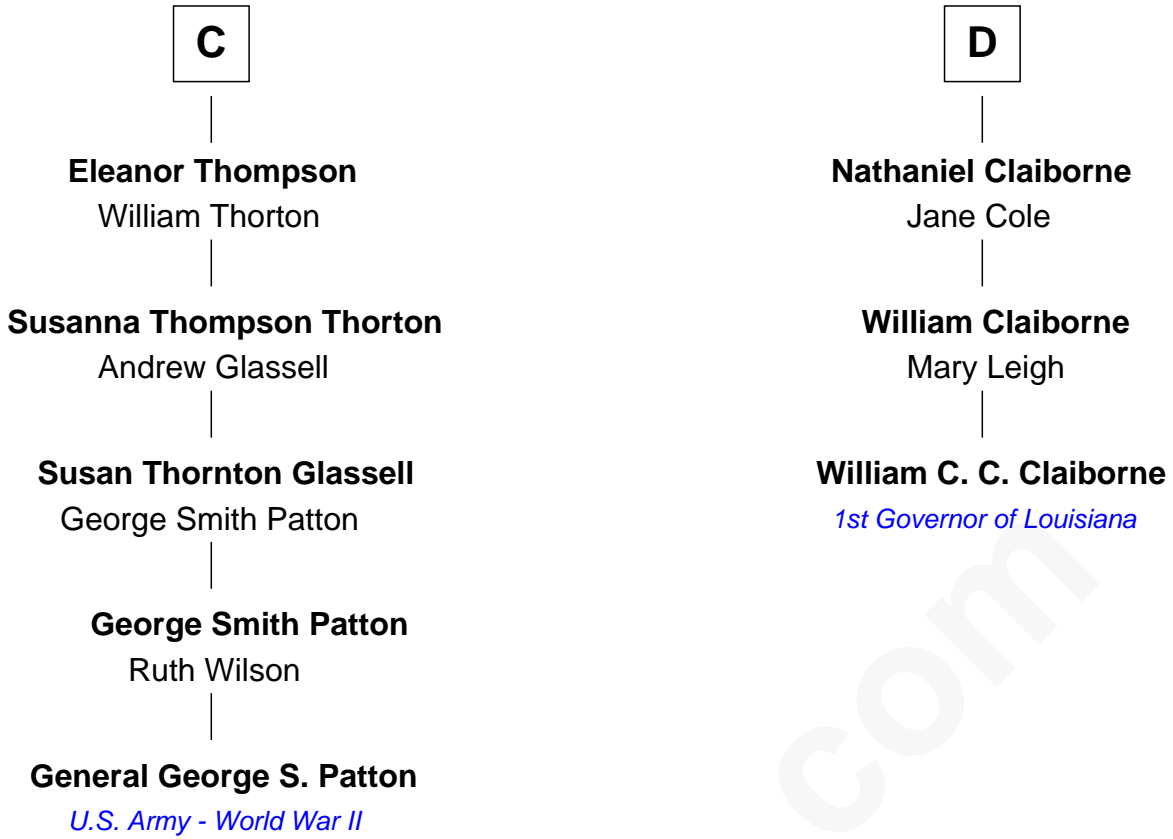 C
Eleanor Thompson
William Thorton
Susanna Thompson Thorton
Andrew Glassell
Susan Thornton Glassell
George Smith Patton
George Smith Patton
Ruth Wilson
General George S. Patton
U.S. Army - World War II
D
Nathaniel Claiborne
Jane Cole
William Claiborne
Mary Leigh
William C. C. Claiborne
1st Governor of Louisiana
com